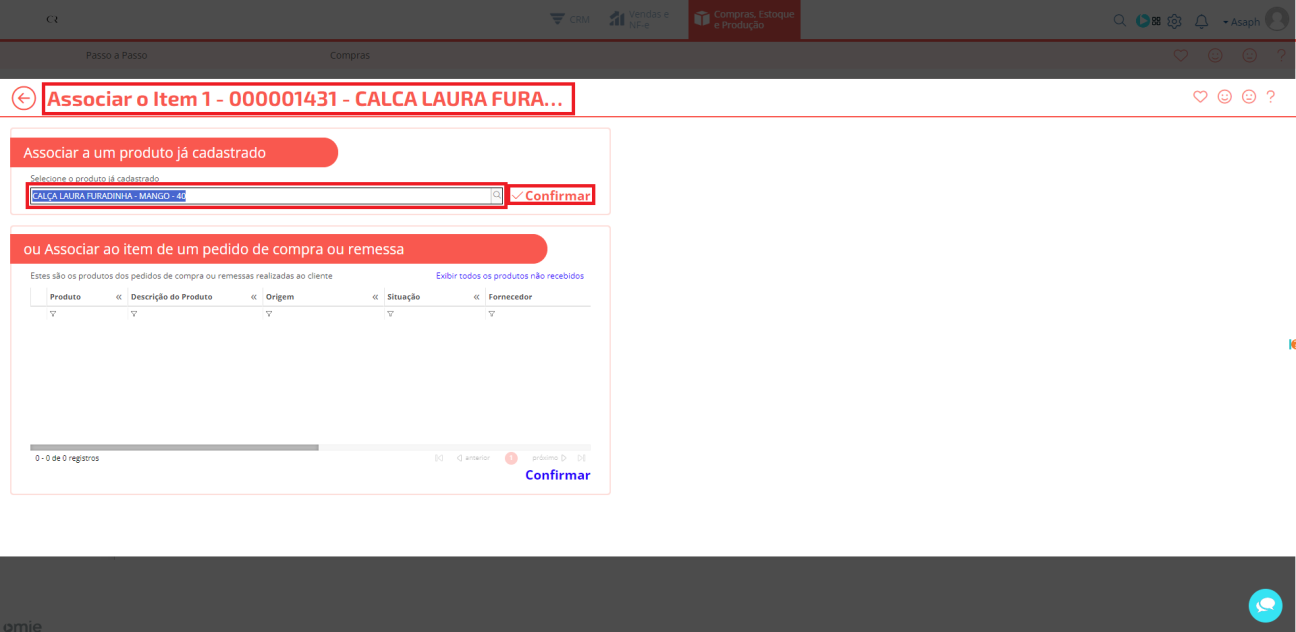 CR
CRM
Vendas e
NF-e
Compras, Estoque
e Produção
Asaph
Passo a Passo
Compras
?
Associar o Item 1 - 000001431 - CALCA LAURA FURA...
?
Associar a um produto já cadastrado
Selecione o produto já cadastrado
CALÇA LAURA FURADINHA - MANGO - 40
Confirmar
ou Associar ao item de um pedido de compra ou remessa
Estes são os produtos dos pedidos de compra ou remessas realizadas ao cliente
Exibir todos os produtos não recebidos
Produto « Descrição do Produto « Origem « Situação « Fornecedor
0 - 0 de 0 registros
anterior 1 próximo
Confirmar
omie